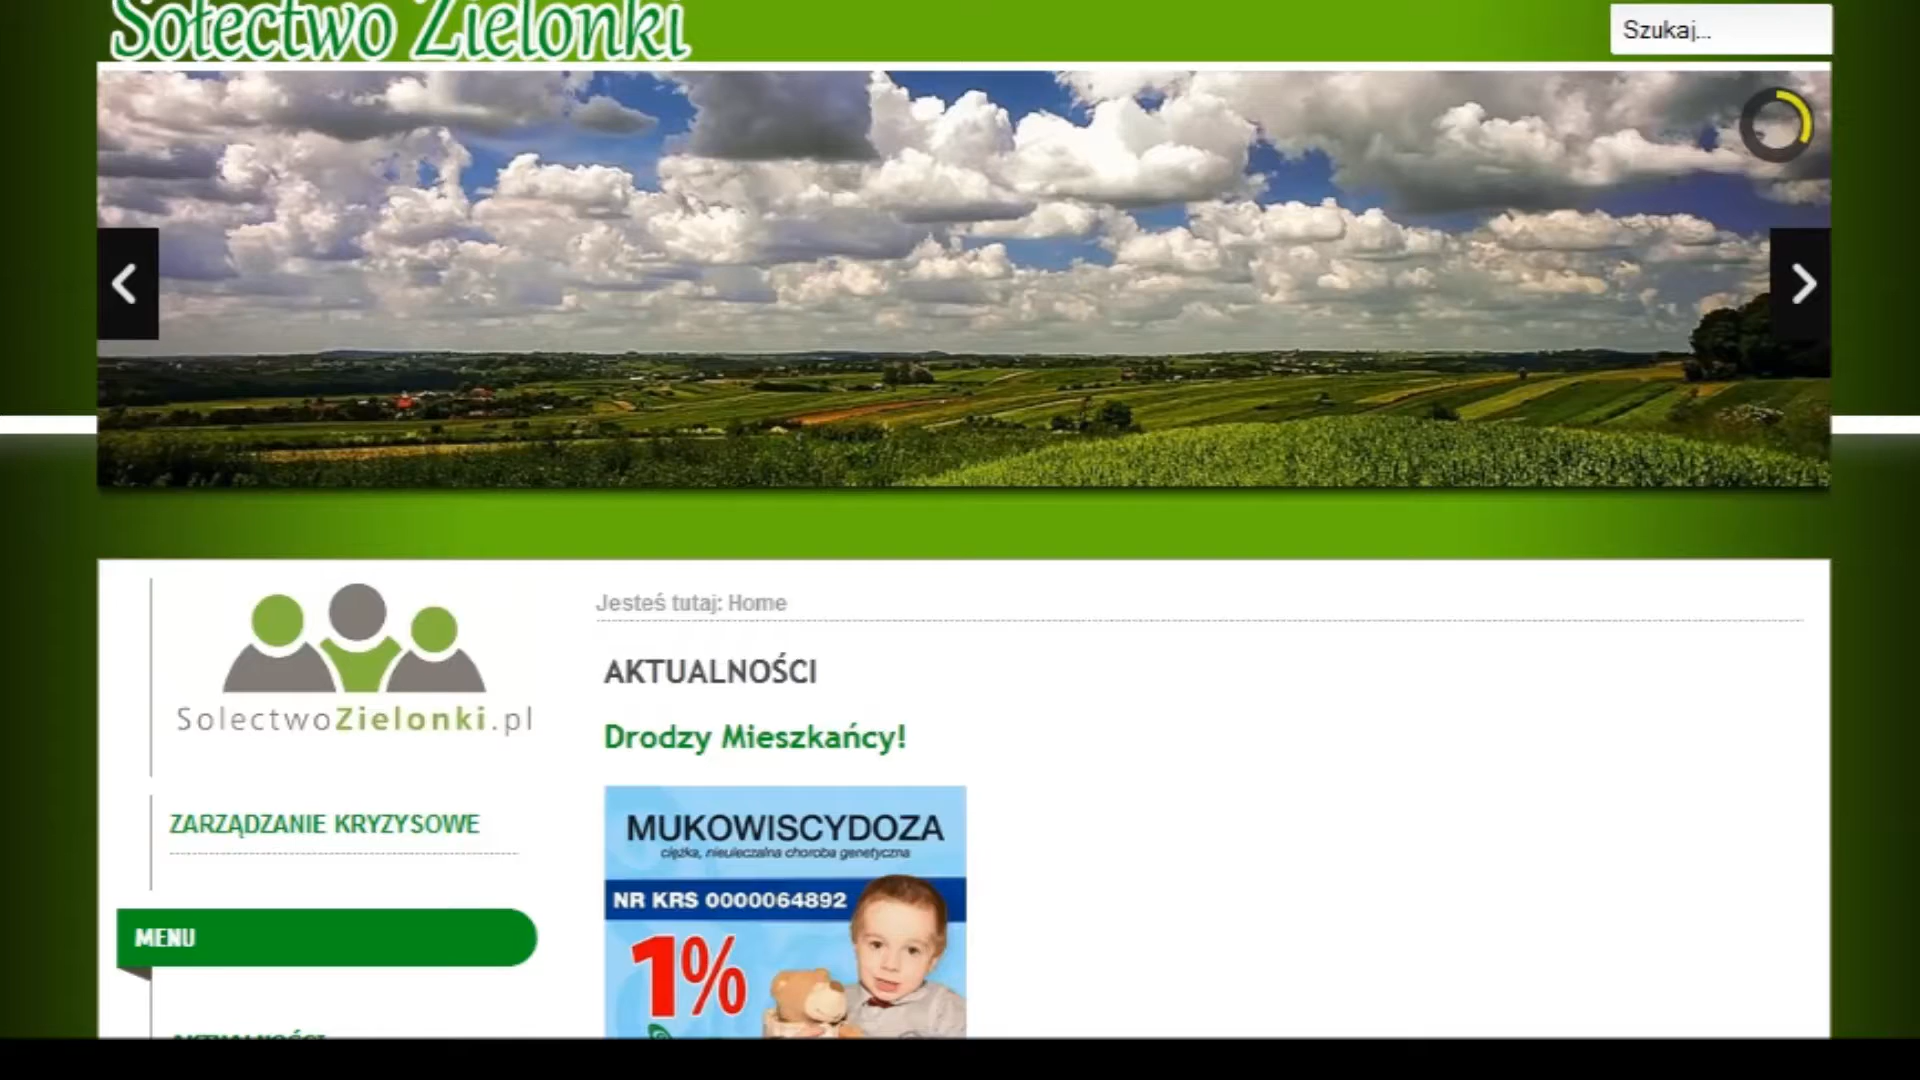 Sołectwo Zielonki
Szukaj...
Jesteś tutaj: Home
AKTUALNOŚCI
Drodzy Mieszkańcy!
SolectwoZielonki.pl
ZARZĄDZANIE KRYZYSOWE
MENU
AKTUALNOŚCI
MUKOWISCYDOZA
ciężka, nieuleczalna choroba genetyczna
NR KRS 0000064892
1%